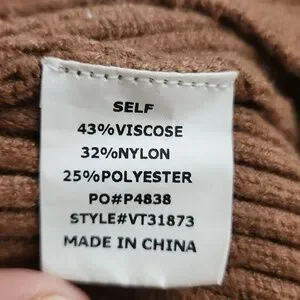 SELF
43%VISCOSE
32%NYLON
25%POLYESTER
PO#P4838
STYLE#VT31873
MADE IN CHINA